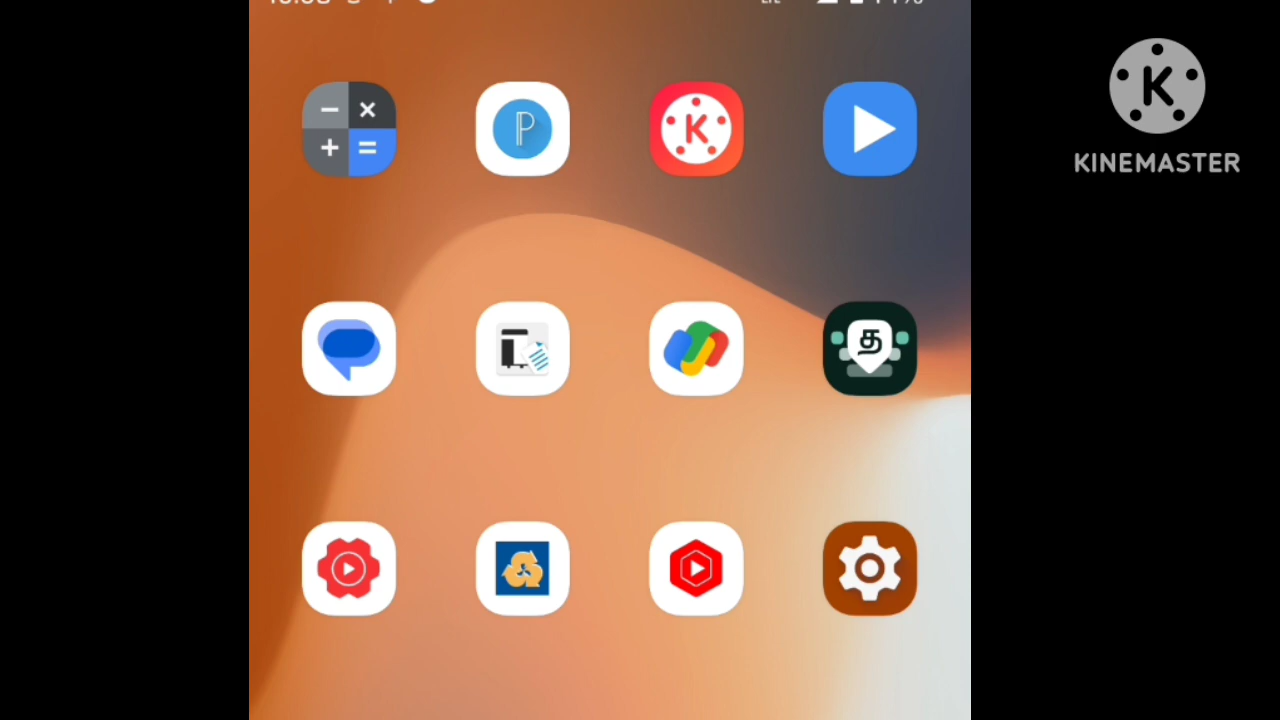 − ×
+ =
P
K
K
KINEMASTER
த